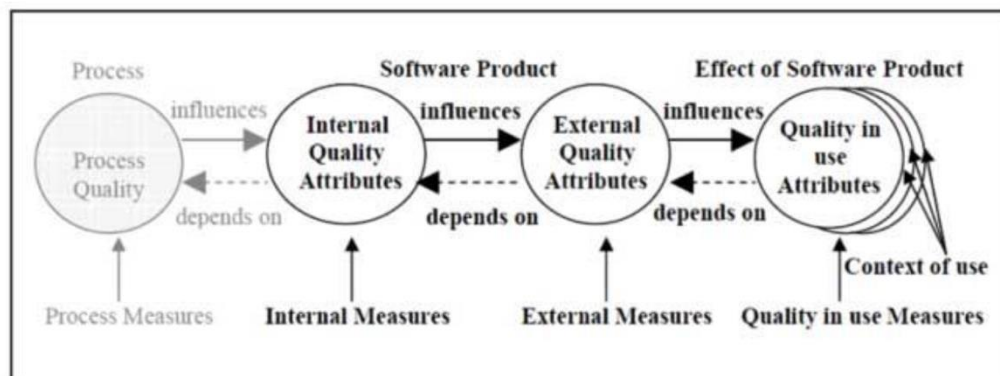 Process
Software Product
Effect of Software Product
influences
influences
influences
Process
Quality
Internal
Quality
Attributes
External
Quality
Attributes
Quality in
use
Attributes
depends on
depends on
depends on
Context of use
Process Measures
Internal Measures
External Measures
Quality in use Measures